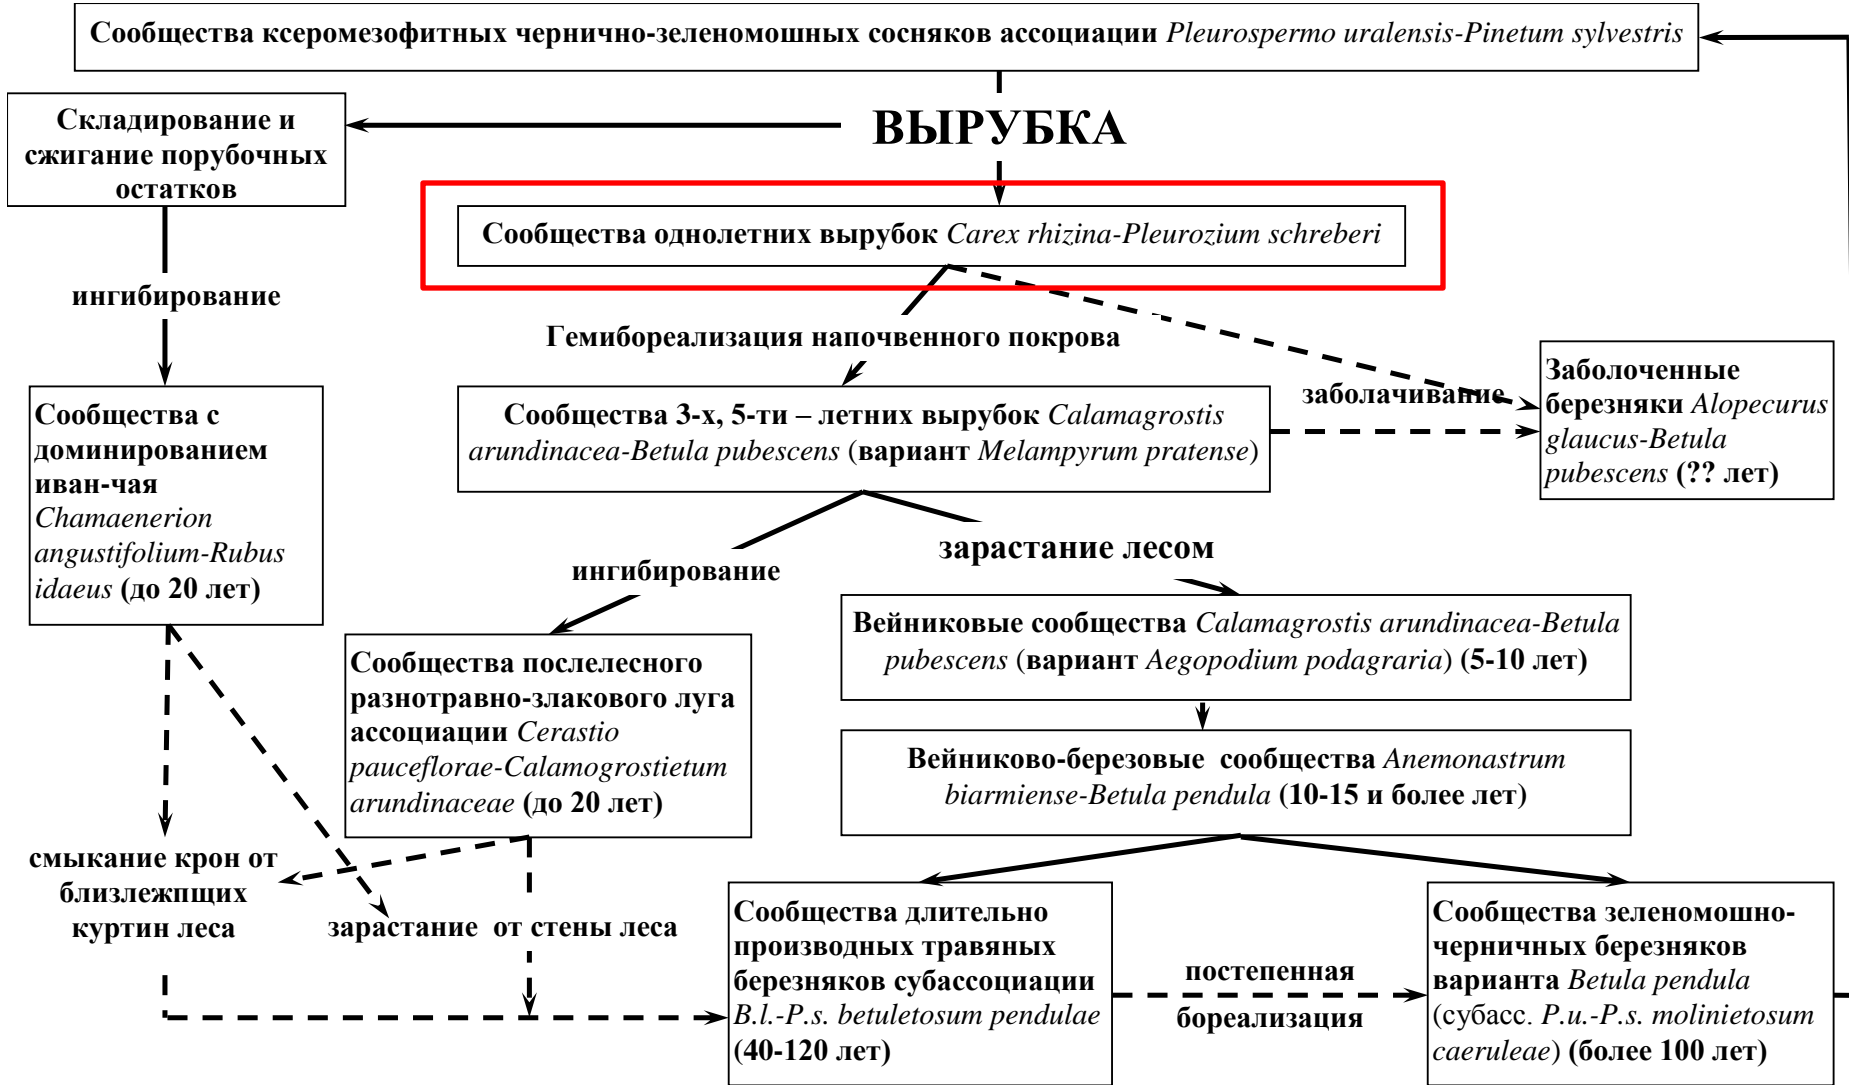 Сообщества ксеромезофитных чернично-зеленомошных сосняков ассоциации Pleurospermo uralensis-Pinetum sylvestris
Складирование и
сжигание порубочных
остатков
ВЫРУБКА
Сообщества однолетних вырубок Carex rhizina-Pleurozium schreberi
ингибирование
Гемибореализация напочвенного покрова
Сообщества 3-х, 5-ти – летних вырубок Calamagrostis
arundinacea-Betula pubescens (вариант Melampyrum pratense)
заболачивание
Заболоченные
березняки Alopecurus
glaucus-Betula
pubescens (?? лет)
Сообщества с
доминированием
иван-чая
Chamaenerion
angustifolium-Rubus
idaeus (до 20 лет)
ингибирование
зарастание лесом
Сообщества послелесного
разнотравно-злакового луга
ассоциации Cerastio
pauceflorae-Calamogrostietum
arundinaceae (до 20 лет)
Вейниковые сообщества Calamagrostis arundinacea-Betula
pubescens (вариант Aegopodium podagraria) (5-10 лет)
Вейниково-березовые сообщества Anemonastrum
biarmiense-Betula pendula (10-15 и более лет)
смыкание крон от
близлежпщих
куртин леса
зарастание от стены леса
Сообщества длительно
производных травяных
березняков субассоциации
B.l.-P.s. betuletosum pendulae
(40-120 лет)
постепенная
бореализация
Сообщества зеленомошно-
черничных березняков
варианта Betula pendula
(субасс. P.u.-P.s. molinietosum
caeruleae) (более 100 лет)